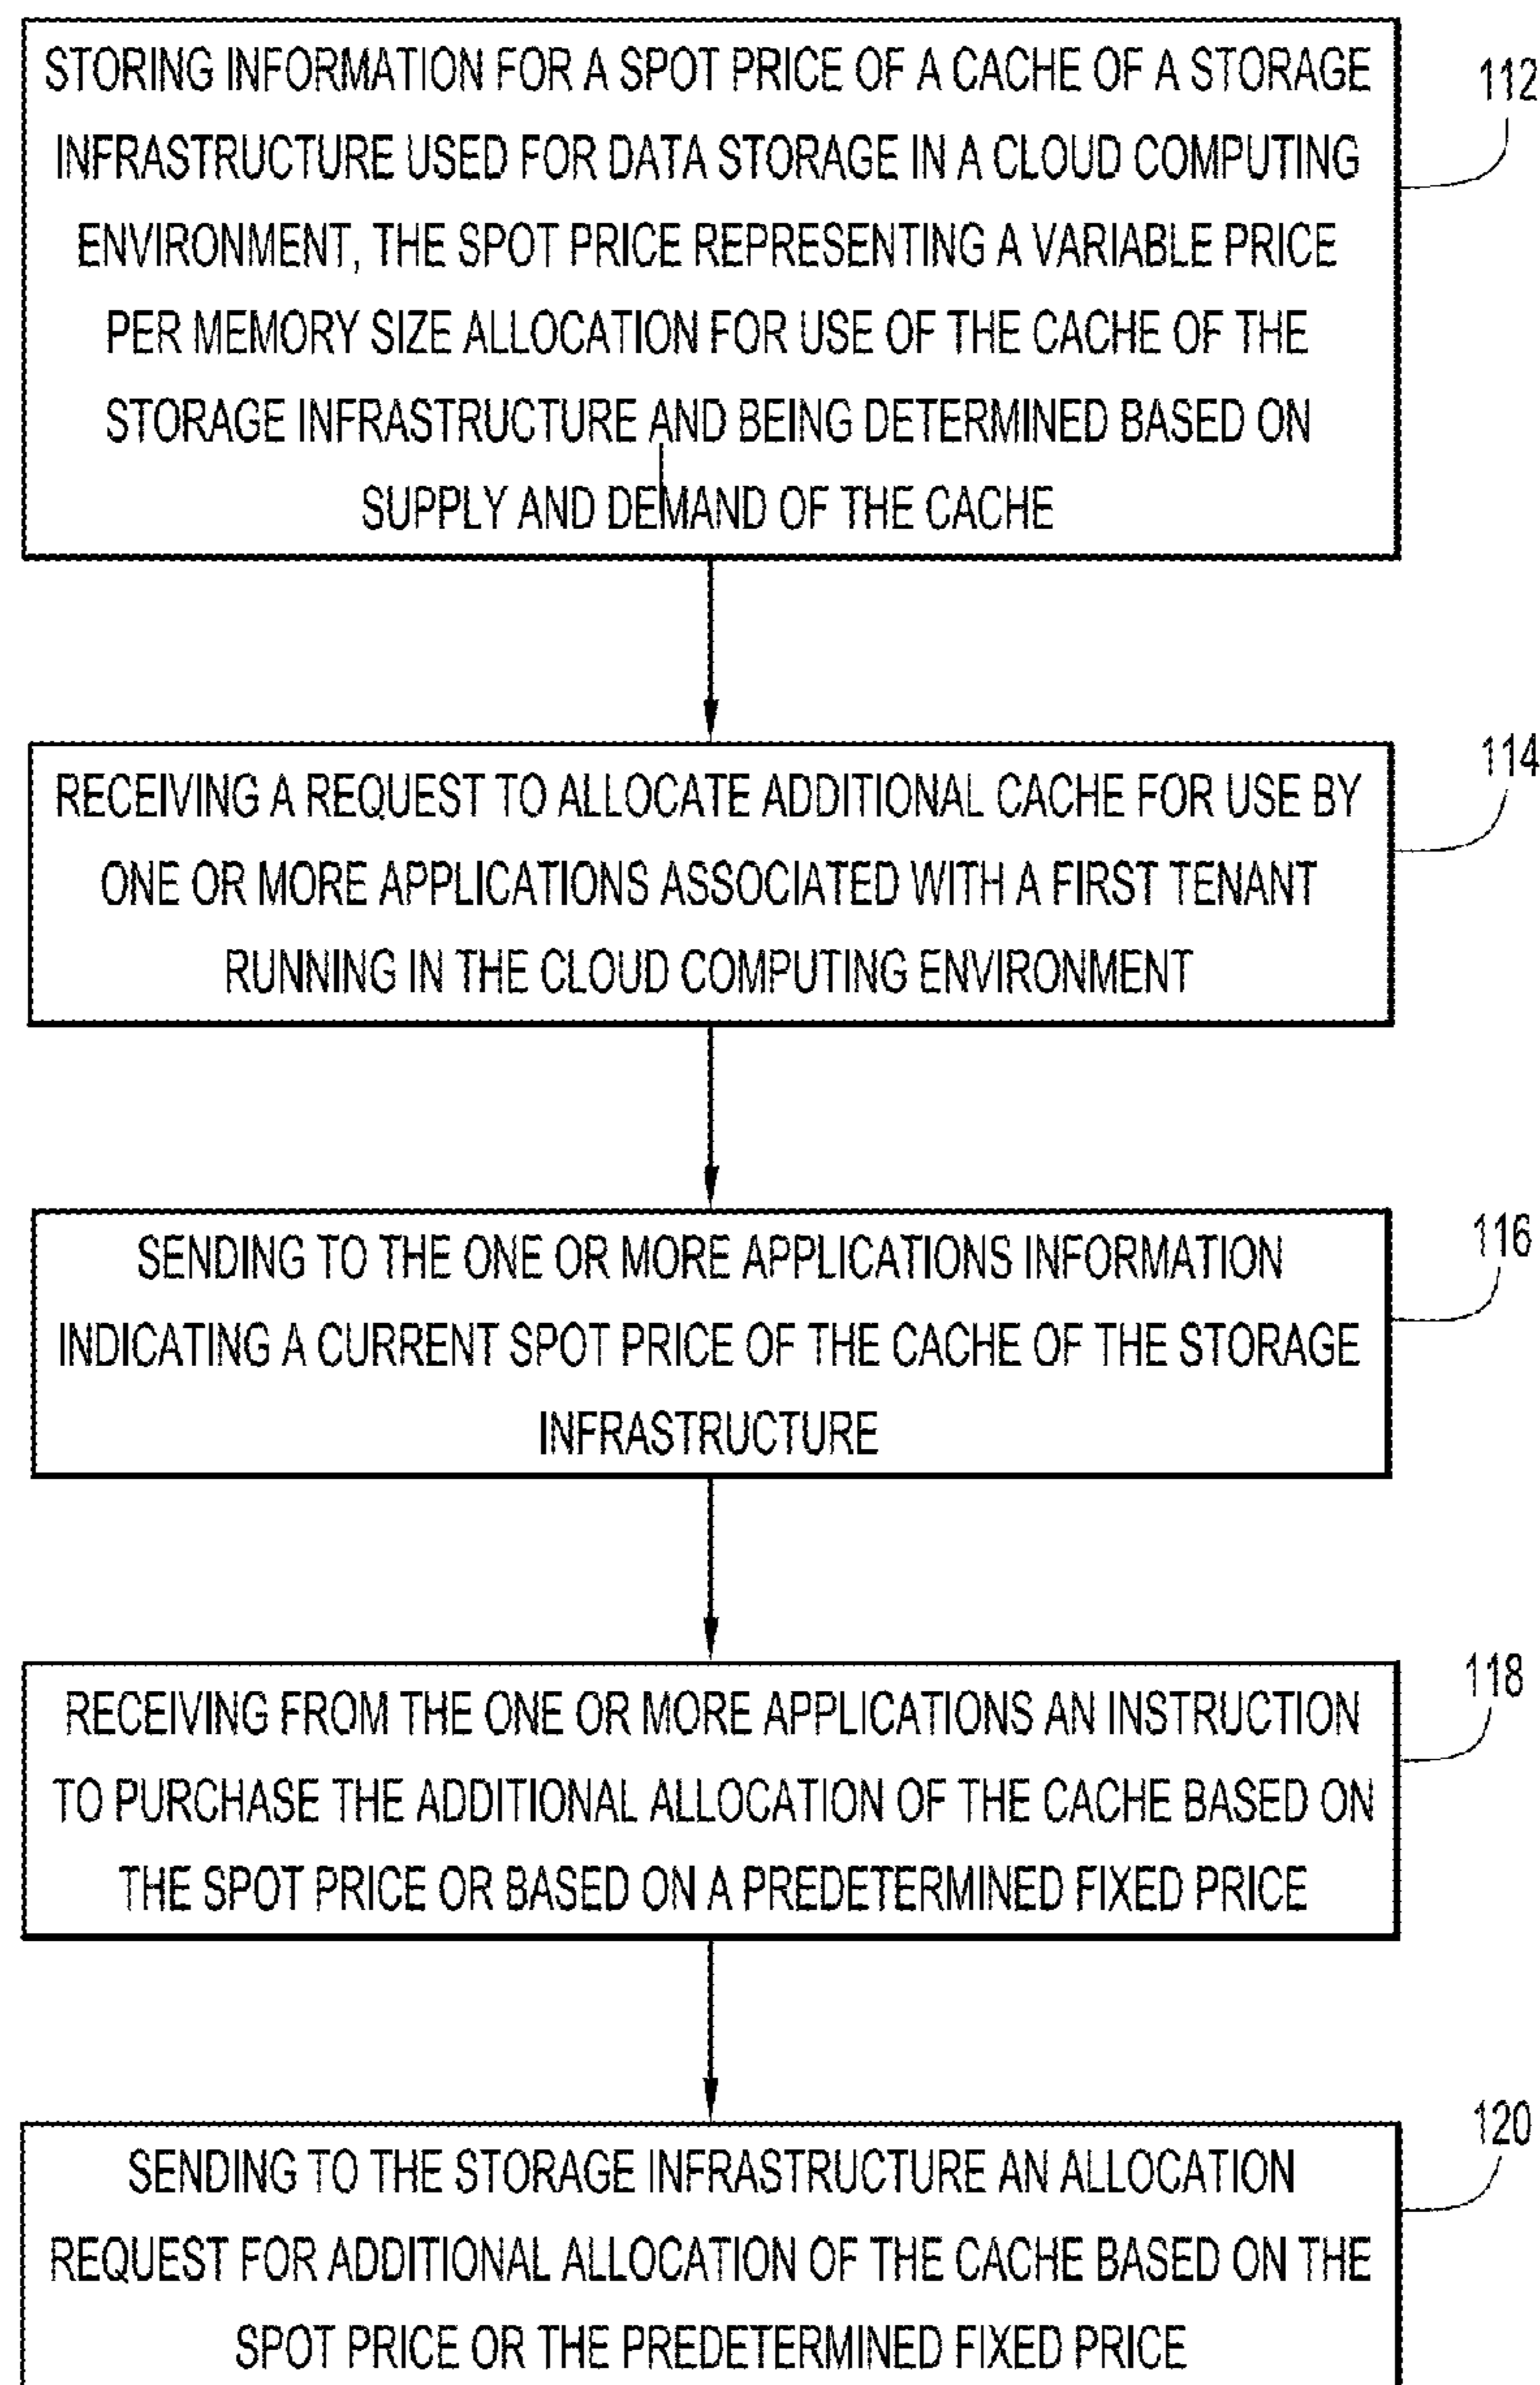 STORING INFORMATION FOR A SPOT PRICE OF A CACHE OF A STORAGE
INFRASTRUCTURE USED FOR DATA STORAGE IN A CLOUD COMPUTING
ENVIRONMENT, THE SPOT PRICE REPRESENTING A VARIABLE PRICE
PER MEMORY SIZE ALLOCATION FOR USE OF THE CACHE OF THE
STORAGE INFRASTRUCTURE AND BEING DETERMINED BASED ON
SUPPLY AND DEMAND OF THE CACHE
112
RECEIVING A REQUEST TO ALLOCATE ADDITIONAL CACHE FOR USE BY
ONE OR MORE APPLICATIONS ASSOCIATED WITH A FIRST TENANT
RUNNING IN THE CLOUD COMPUTING ENVIRONMENT
114
SENDING TO THE ONE OR MORE APPLICATIONS INFORMATION
INDICATING A CURRENT SPOT PRICE OF THE CACHE OF THE STORAGE
INFRASTRUCTURE
116
RECEIVING FROM THE ONE OR MORE APPLICATIONS AN INSTRUCTION
TO PURCHASE THE ADDITIONAL ALLOCATION OF THE CACHE BASED ON
THE SPOT PRICE OR BASED ON A PREDETERMINED FIXED PRICE
118
SENDING TO THE STORAGE INFRASTRUCTURE AN ALLOCATION
REQUEST FOR ADDITIONAL ALLOCATION OF THE CACHE BASED ON THE
SPOT PRICE OR THE PREDETERMINED FIXED PRICE
120